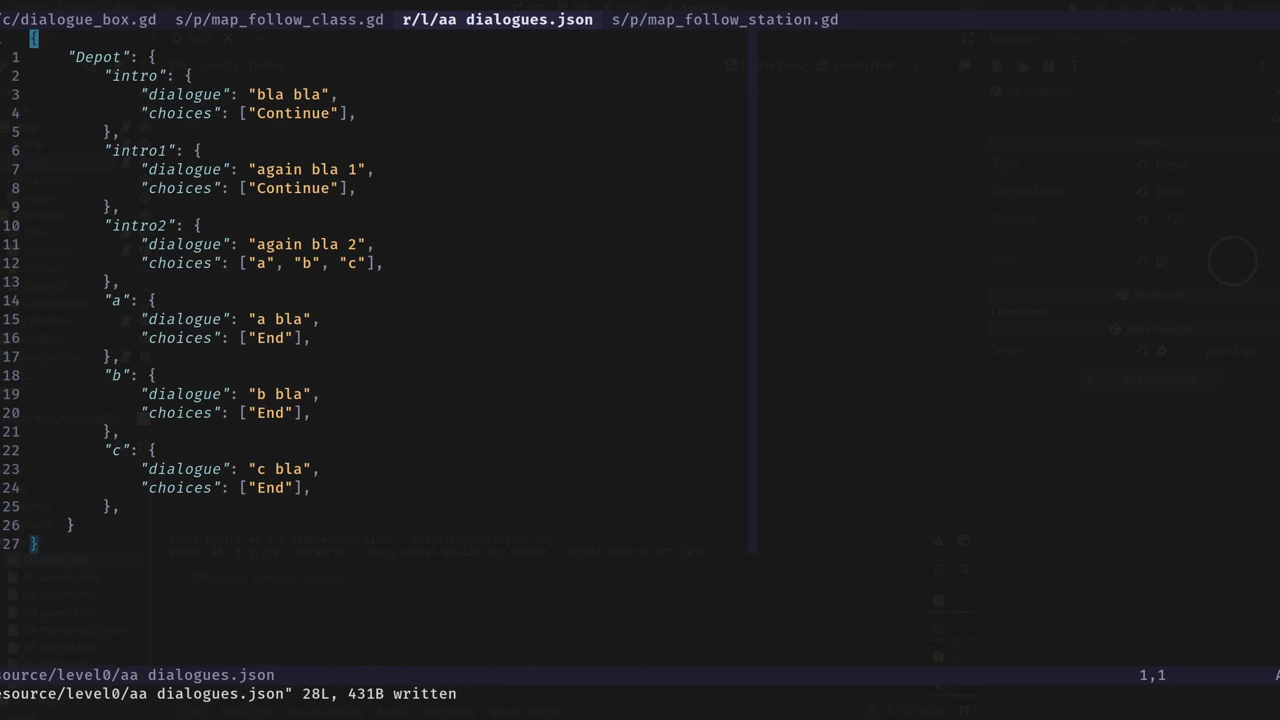 /c/dialogue_box.gd s/p/map_follow_class.gd r/l/aa dialogues.json s/p/map_follow_station.gd
{
1 "Depot": {
2 "intro": {
3 "dialogue": "bla bla",
4 "choices": ["Continue"],
5 },
6 "intro1": {
7 "dialogue": "again bla 1",
8 "choices": ["Continue"],
9 },
10 "intro2": {
11 "dialogue": "again bla 2",
12 "choices": ["a", "b", "c"],
13 },
14 "a": {
15 "dialogue": "a bla",
16 "choices": ["End"],
17 },
18 "b": {
19 "dialogue": "b bla",
20 "choices": ["End"],
21 },
22 "c": {
23 "dialogue": "c bla",
24 "choices": ["End"],
25 },
26 }
27 }
source/level0/aa dialogues.json 1,1
esource/level0/aa dialogues.json" 28L, 431B written